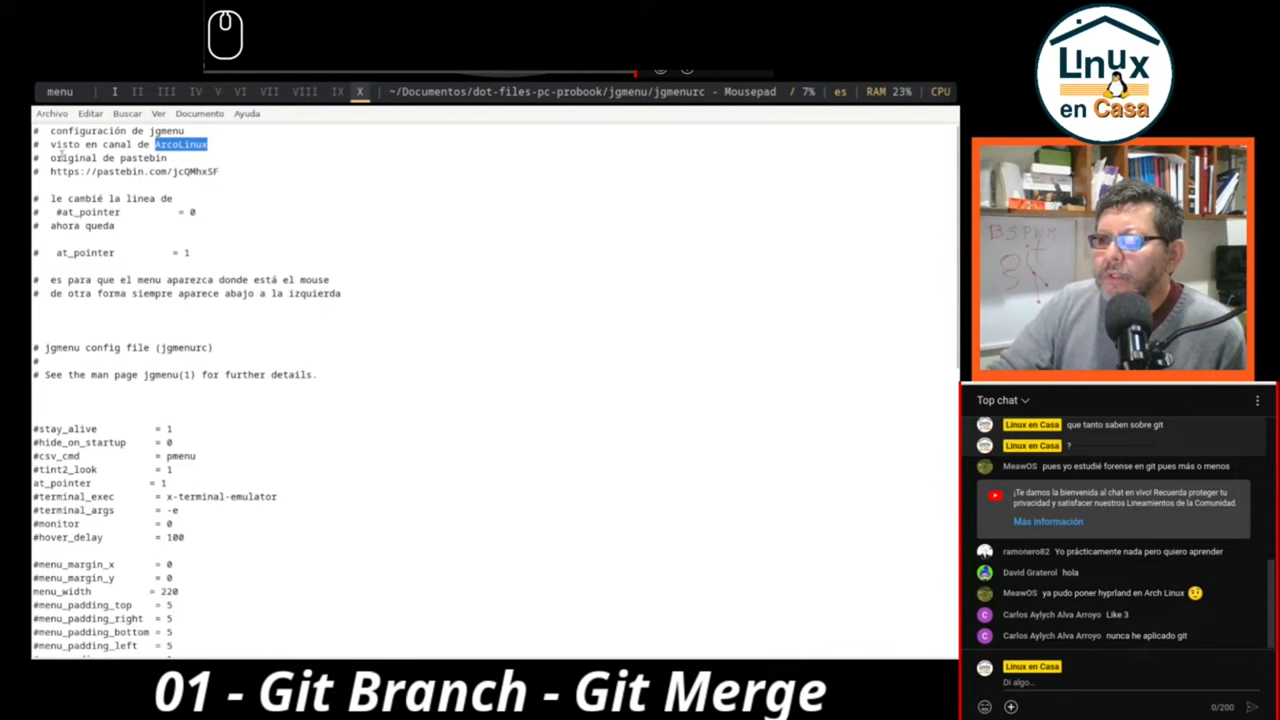 menu I II III IV V VI VII VIII IX X ~/Documentos/dot-files-pc-probook/jgmenu/jgmenurc - Mousepad / 7% es RAM 23% CPU
Archivo Editar Buscar Ver Documento Ayuda
# configuración de jgmenu
# visto en canal de ArcoLinux
# original de pastebin
# https://pastebin.com/jcQMhxSF
# le cambié la linea de
# #at_pointer = 0
# ahora queda
# at_pointer = 1
# es para que el menu aparezca donde está el mouse
# de otra forma siempre aparece abajo a la izquierda
# jgmenu config file (jgmenurc)
#
# See the man page jgmenu(1) for further details.
#stay_alive = 1
#hide_on_startup = 0
#csv_cmd = pmenu
#tint2_look = 1
at_pointer = 1
#terminal_exec = x-terminal-emulator
#terminal_args = -e
#monitor = 0
#hover_delay = 100
#menu_margin_x = 0
#menu_margin_y = 0
menu_width = 220
#menu_padding_top = 5
#menu_padding_right = 5
#menu_padding_bottom = 5
#menu_padding_left = 5
01 - Git Branch - Git Merge
Linux
en Casa
BSPWM
Top chat
Linux en Casa que tanto saben sobre git
Linux en Casa ?
MeawOS pues yo estudié forense en git pues más o menos
¡Te damos la bienvenida al chat en vivo! Recuerda proteger tu
privacidad y satisfacer nuestros Lineamientos de la Comunidad.
Más información
ramonero82 Yo prácticamente nada pero quiero aprender
David Graterol hola
MeawOS ya pudo poner hyprland en Arch Linux
C Carlos Aylych Alva Arroyo Like 3
C Carlos Aylych Alva Arroyo nunca he aplicado git
Linux en Casa
Di algo...
0/200